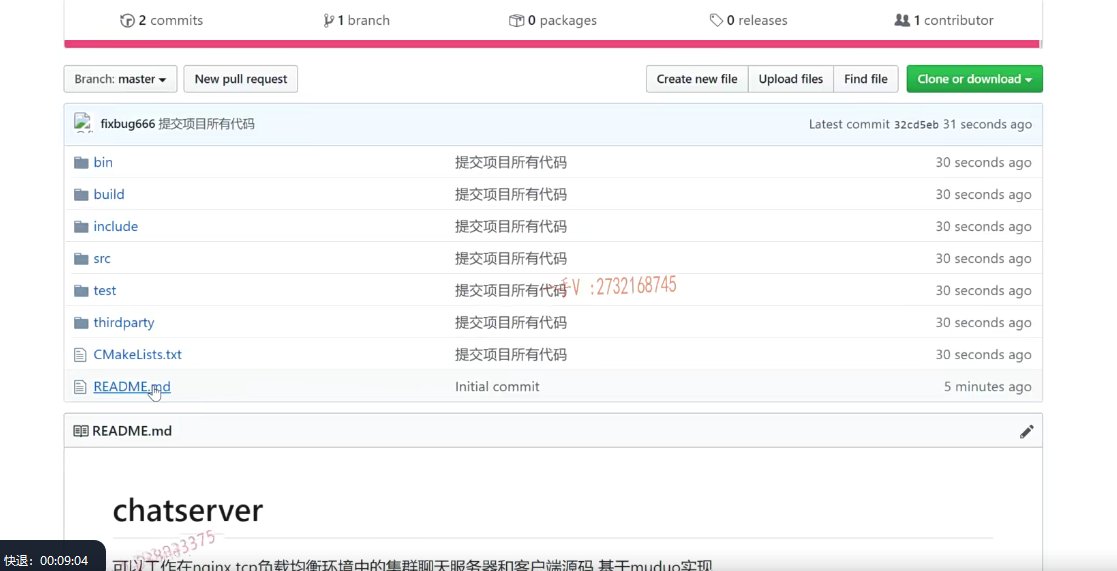 2 commits 1 branch 0 packages 0 releases 1 contributor
Branch: master New pull request Create new file Upload files Find file Clone or download
fixbug666 提交项目所有代码 Latest commit 32cd5eb 31 seconds ago
bin 提交项目所有代码 30 seconds ago
build 提交项目所有代码 30 seconds ago
include 提交项目所有代码 30 seconds ago
src 提交项目所有代码 30 seconds ago
test 提交项目所有代码 30 seconds ago
V :2732168745
thirdparty 提交项目所有代码 30 seconds ago
CMakeLists.txt 提交项目所有代码 30 seconds ago
README.md Initial commit 5 minutes ago
README.md
chatserver
快退：00:09:04
可以工作在nginx tcp负载均衡环境中的集群聊天服务器和客户端源码 基于muduo实现